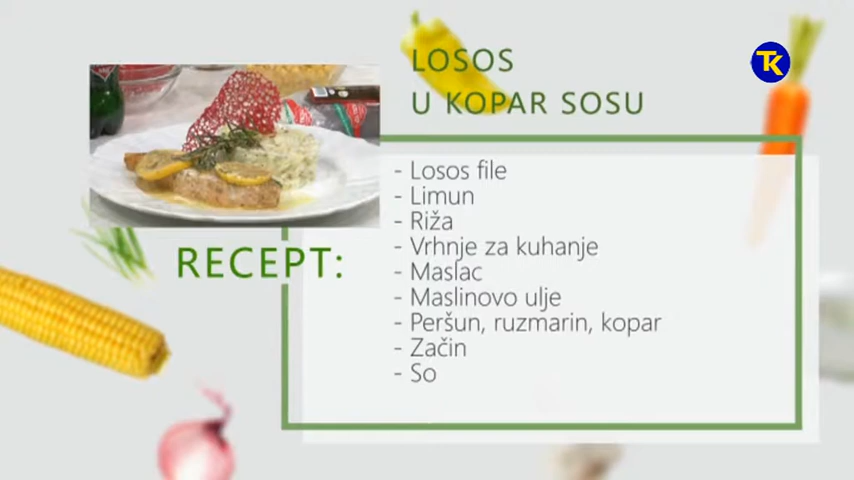 LOSOS
U KOPAR SOSU
TK
- Losos file
- Limun
- Riža
- Vrhnje za kuhanje
- Maslac
- Maslinovo ulje
- Peršun, ruzmarin, kopar
- Začin
- So
RECEPT: